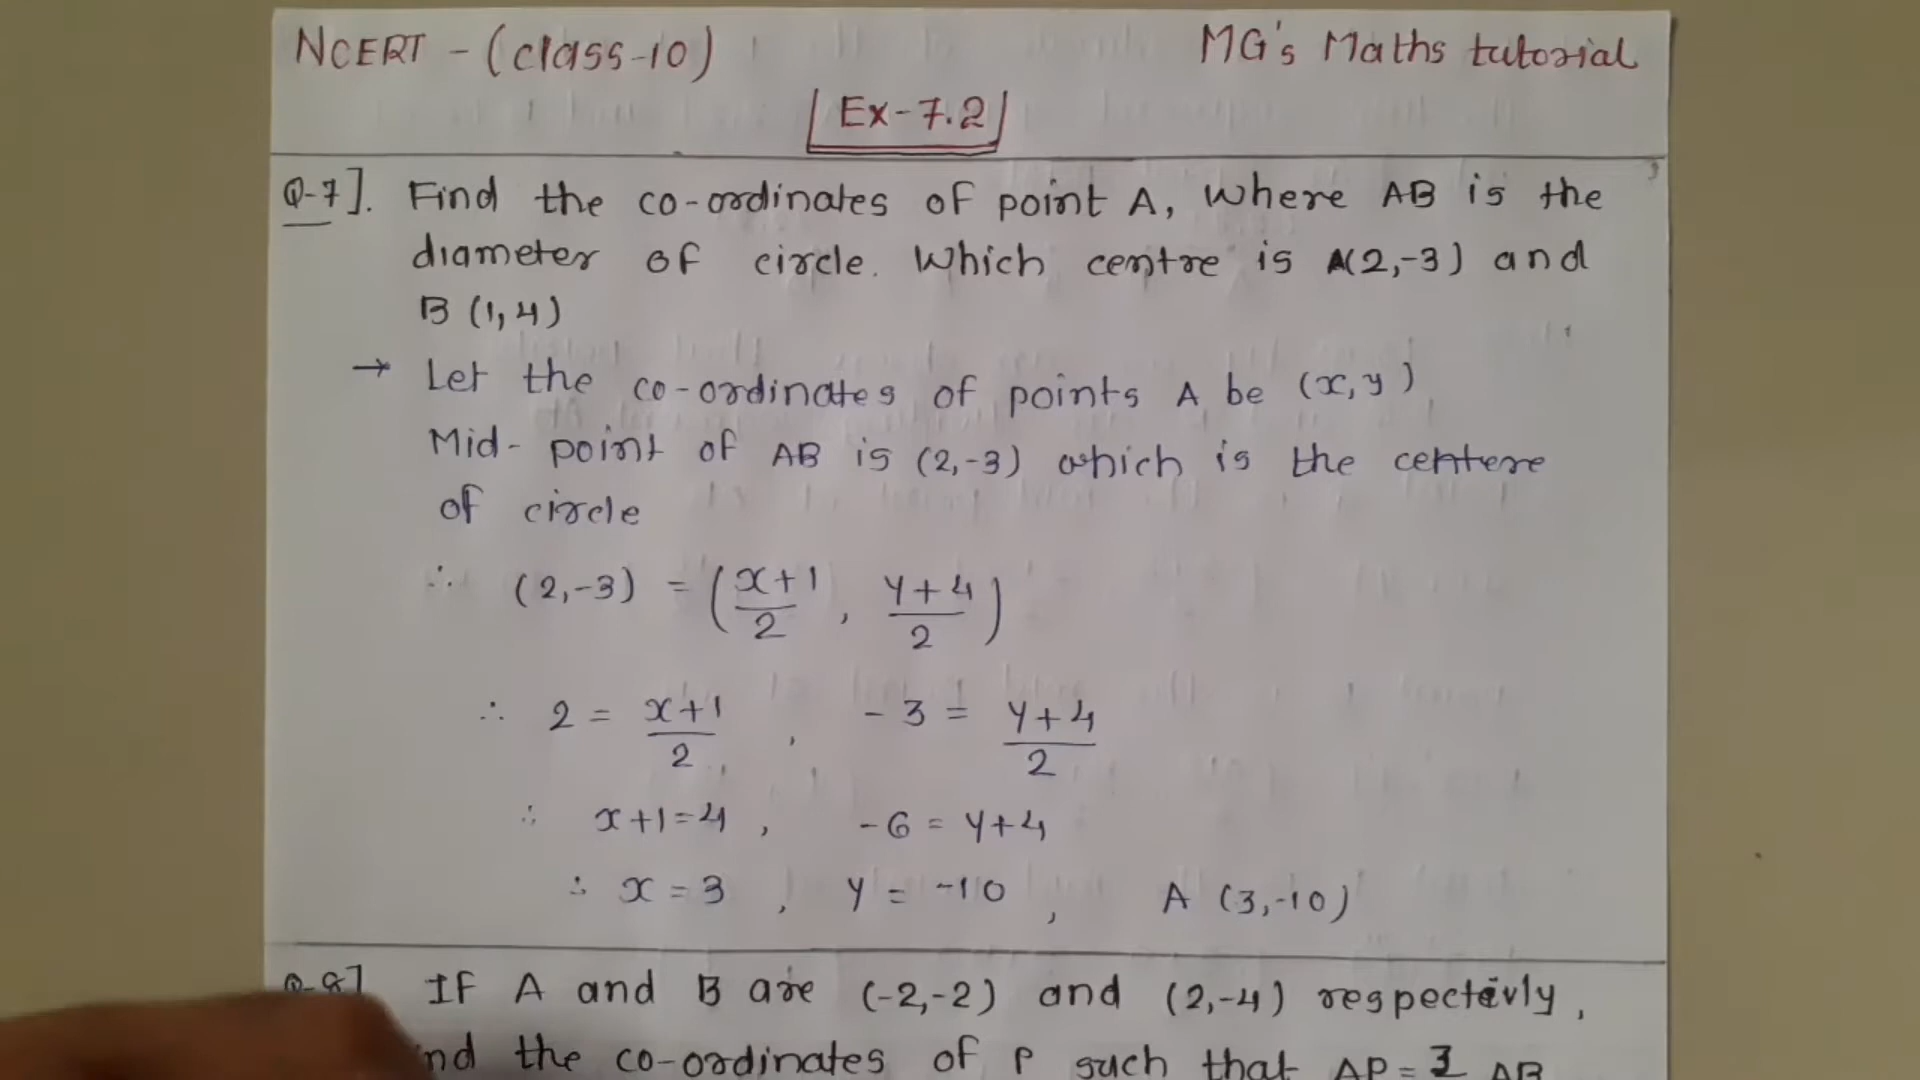 NCERT - (class-10) MG's Maths tutorial
Ex-7.2
Q-7]. Find the co-ordinates of point A, Where AB is the
diameter of circle. Which centre is A(2,-3) and
B (1,4)
→ Let the co-ordinates of points A be (x,y)
Mid-point of AB is (2,-3) which is the centere
of circle
∴ (2,-3) = (x+1/2, y+4/2)
∴ 2 = x+1/2, -3 = y+4/2
∴ x+1=4, -6 = y+4
∴ x = 3, y = -10, A (3,-10)
Q-8] IF A and B are (-2,-2) and (2,-4) respectivly,
the co-ordinates of P such that AP = AB